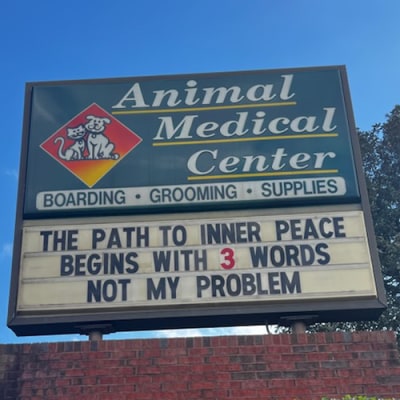 Animal
Medical
Center
BOARDING · GROOMING · SUPPLIES
THE PATH TO INNER PEACE
BEGINS WITH 3 WORDS
NOT MY PROBLEM